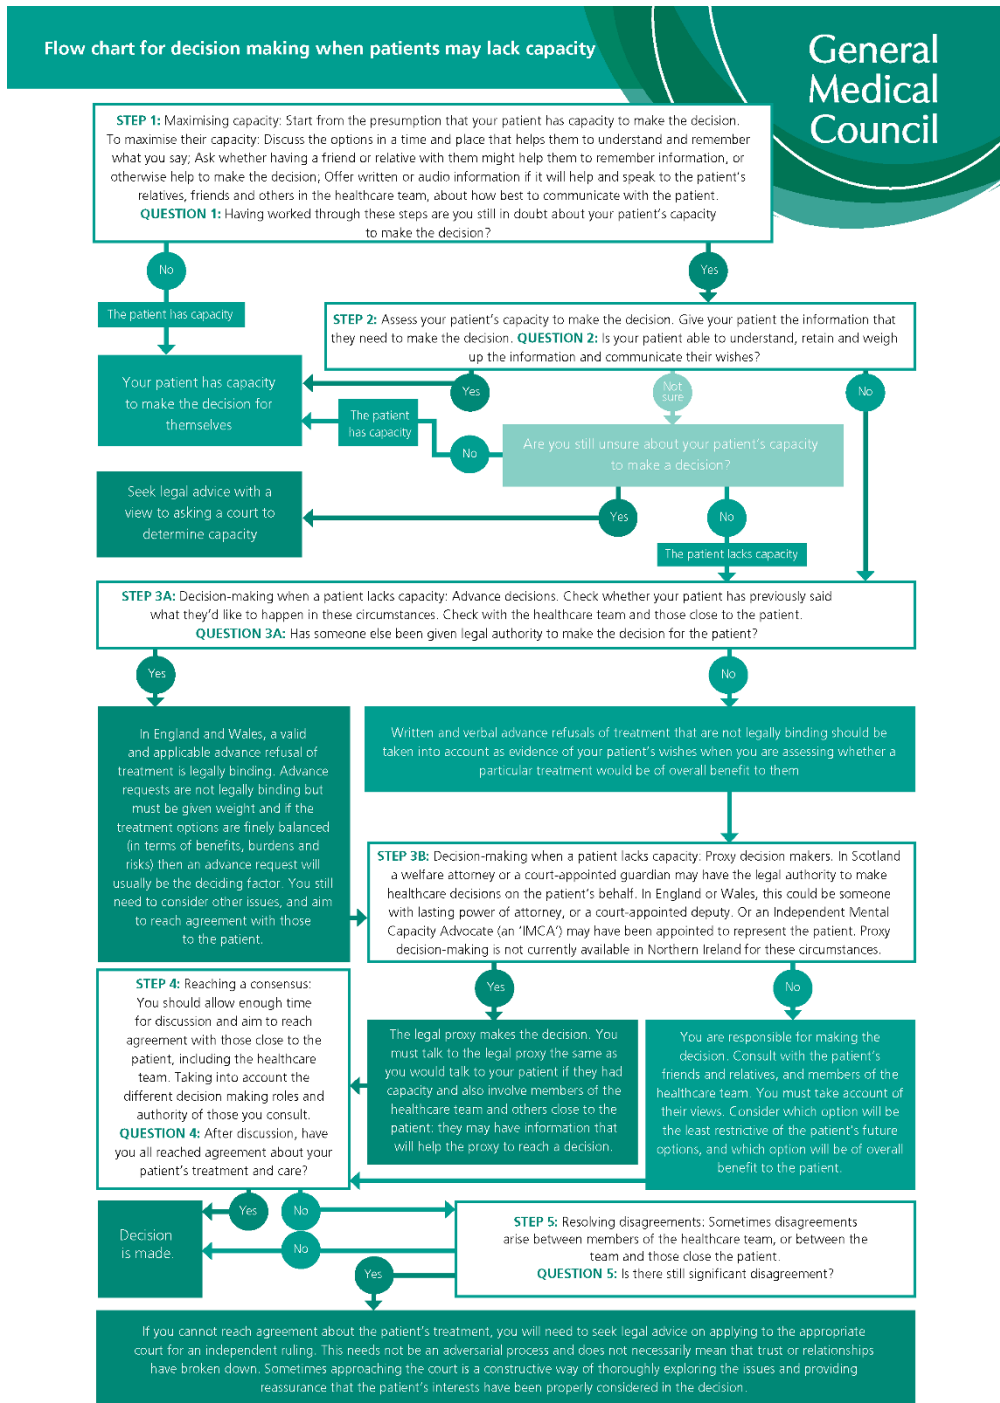 Flow chart for decision making when patients may lack capacity
General
Medical
Council
STEP 1: Maximising capacity: Start from the presumption that your patient has capacity to make the decision.
To maximise their capacity: Discuss the options in a time and place that helps them to understand and remember
what you say; Ask whether having a friend or relative with them might help them to remember information, or
otherwise help to make the decision; Offer written or audio information if it will help and speak to the patient's
relatives, friends and others in the healthcare team, about how best to communicate with the patient.
QUESTION 1: Having worked through these steps are you still in doubt about your patient's capacity
to make the decision?
No
Yes
The patient has capacity
STEP 2: Assess your patient's capacity to make the decision. Give your patient the information that
they need to make the decision. QUESTION 2: Is your patient able to understand, retain and weigh
up the information and communicate their wishes?
Your patient has capacity
to make the decision for
themselves
Yes
Not
sure
No
The patient
has capacity
No
Are you still unsure about your patient's capacity
to make a decision?
Seek legal advice with a
view to asking a court to
determine capacity
Yes
No
The patient lacks capacity
STEP 3A: Decision-making when a patient lacks capacity: Advance decisions. Check whether your patient has previously said
what they'd like to happen in these circumstances. Check with the healthcare team and those close to the patient.
QUESTION 3A: Has someone else been given legal authority to make the decision for the patient?
Yes
No
In England and Wales, a valid
and applicable advance refusal of
treatment is legally binding. Advance
requests are not legally binding but
must be given weight and if the
treatment options are finely balanced
(in terms of benefits, burdens and
risks) then an advance request will
usually be the deciding factor. You still
need to consider other issues, and aim
to reach agreement with those
to the patient.
Written and verbal advance refusals of treatment that are not legally binding should be
taken into account as evidence of your patient's wishes when you are assessing whether a
particular treatment would be of overall benefit to them
STEP 3B: Decision-making when a patient lacks capacity: Proxy decision makers. In Scotland
a welfare attorney or a court-appointed guardian may have the legal authority to make
healthcare decisions on the patient's behalf. In England or Wales, this could be someone
with lasting power of attorney, or a court-appointed deputy. Or an Independent Mental
Capacity Advocate (an 'IMCA') may have been appointed to represent the patient. Proxy
decision-making is not currently available in Northern Ireland for these circumstances.
Yes
No
STEP 4: Reaching a consensus:
You should allow enough time
for discussion and aim to reach
agreement with those close to the
patient, including the healthcare
team. Taking into account the
different decision making roles and
authority of those you consult.
QUESTION 4: After discussion, have
you all reached agreement about your
patient's treatment and care?
The legal proxy makes the decision. You
must talk to the legal proxy the same as
you would talk to your patient if they had
capacity and also involve members of the
healthcare team and others close to the
patient: they may have information that
will help the proxy to reach a decision.
You are responsible for making the
decision. Consult with the patient's
friends and relatives, and members of the
healthcare team. You must take account of
their views. Consider which option will be
the least restrictive of the patient's future
options, and which option will be of overall
benefit to the patient.
Yes
No
Decision
is made.
No
STEP 5: Resolving disagreements: Sometimes disagreements
arise between members of the healthcare team, or between the
team and those close the patient.
QUESTION 5: Is there still significant disagreement?
Yes
If you cannot reach agreement about the patient's treatment, you will need to seek legal advice on applying to the appropriate
court for an independent ruling. This needs not be an adversarial process and does not necessarily mean that trust or relationships
have broken down. Sometimes approaching the court is a constructive way of thoroughly exploring the issues and providing
reassurance that the patient's interests have been properly considered in the decision.